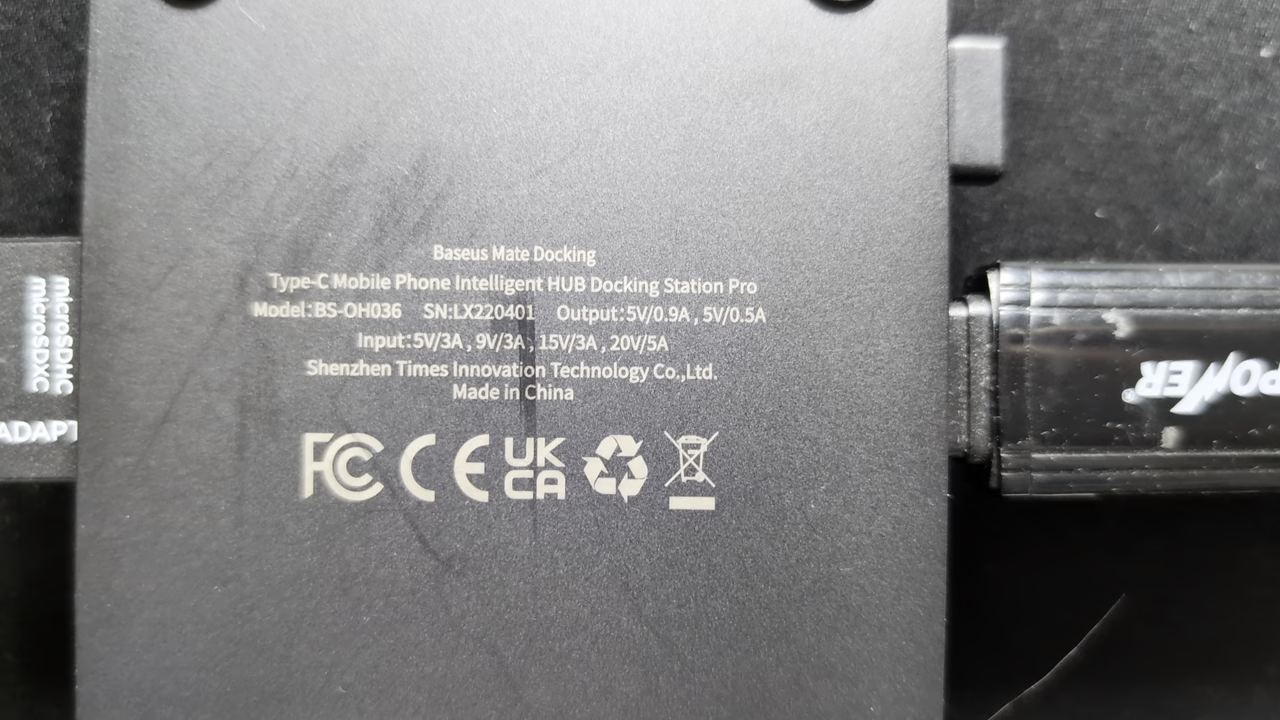 Baseus Mate Docking
Type-C Mobile Phone Intelligent HUB Docking Station Pro
Model:BS-OH036 SN:LX220401 Output:5V/0.9A , 5V/0.5A
Input:5V/3A , 9V/3A , 15V/3A , 20V/5A
Shenzhen Times Innovation Technology Co.,Ltd.
Made in China
FC CE UK
CA
microSDHC
microSDXC
ADAPT
POWER